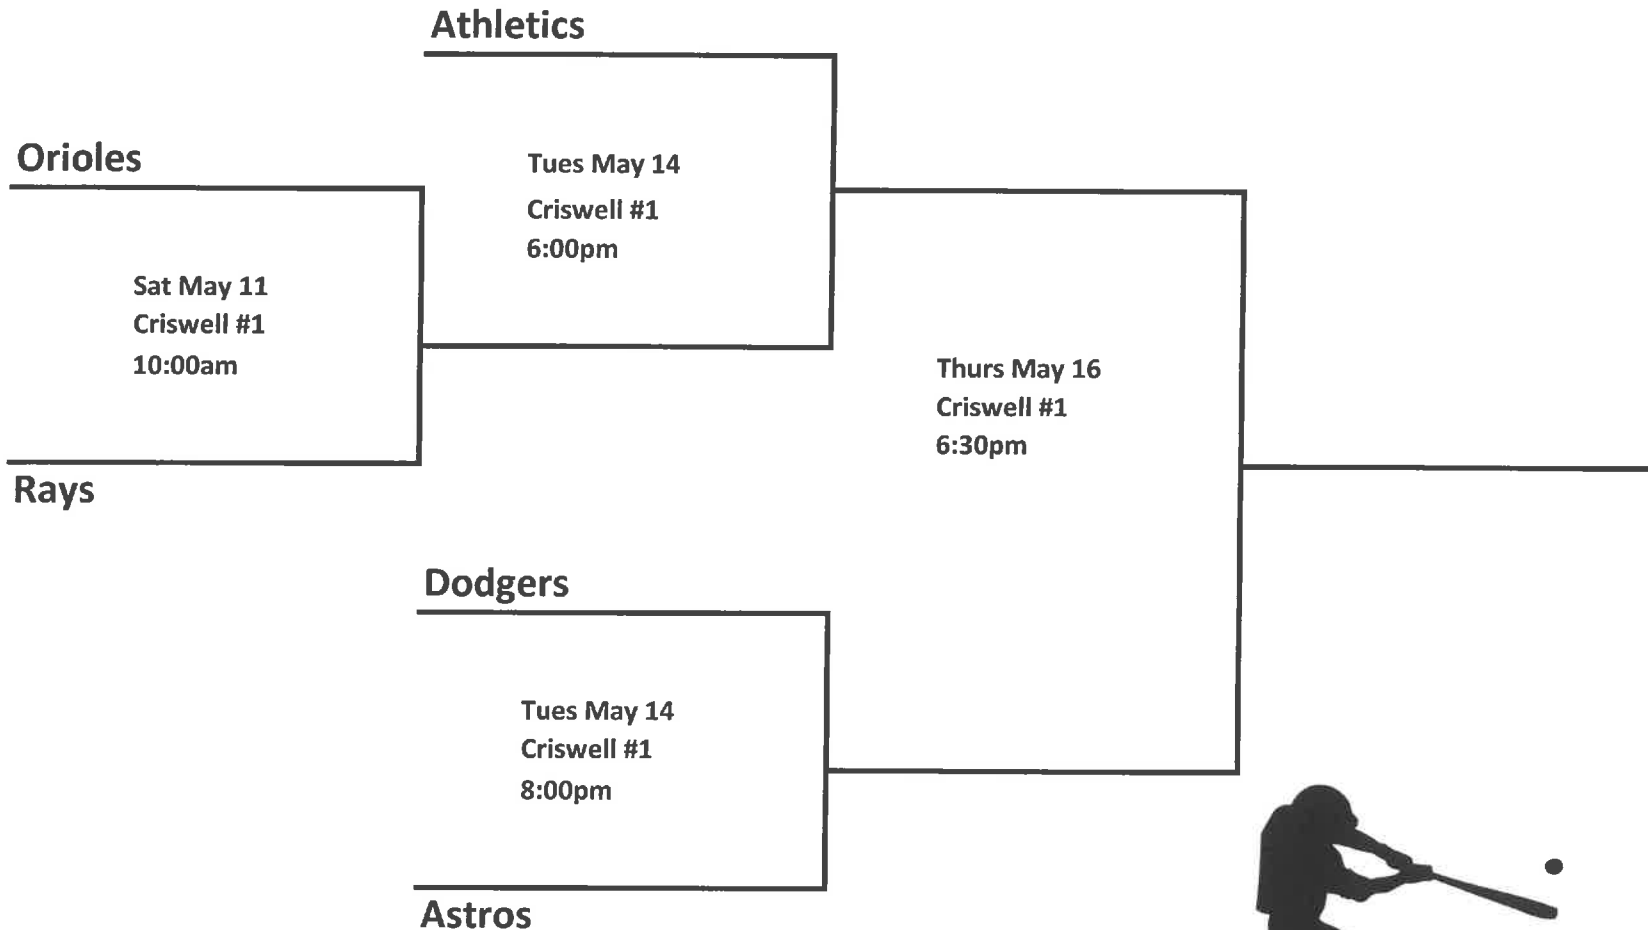 Athletics
Orioles
Tues May 14
Criswell #1
6:00pm
Sat May 11
Criswell #1
10:00am
Thurs May 16
Criswell #1
6:30pm
Rays
Dodgers
Tues May 14
Criswell #1
8:00pm
Astros